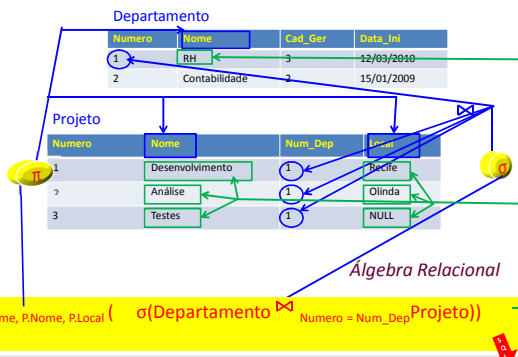 Departamento
Numero Nome Cad_Ger Data_Ini
1 RH 3 12/03/2010
2 Contabilidade 2 15/01/2009
⋈
Projeto
Numero Nome Num_Dep Local
1 Desenvolvimento 1 Recife
π σ
2 Análise 1 Olinda
3 Testes 1 NULL
Álgebra Relacional
me, P.Nome, P.Local ( σ(Departamento ⋈ Numero = Num_Dep Projeto))